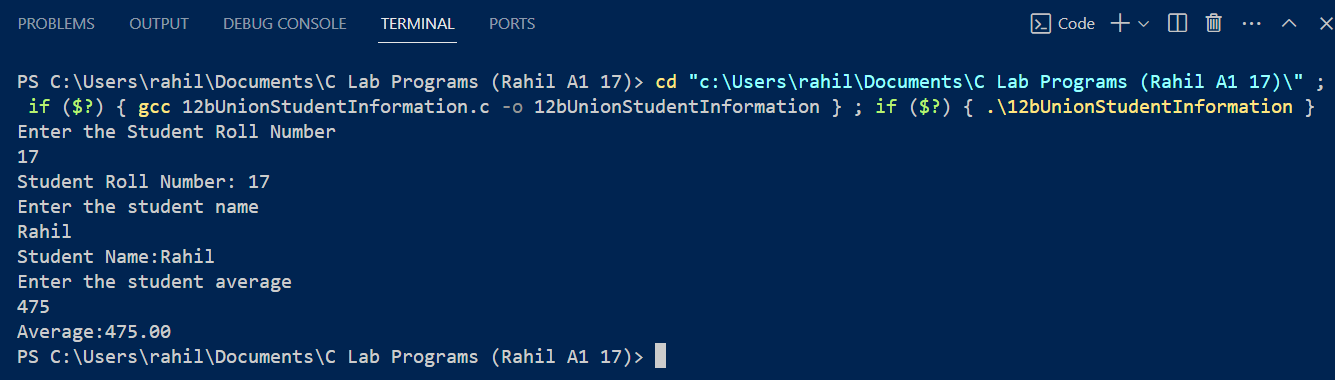 PROBLEMS OUTPUT DEBUG CONSOLE TERMINAL PORTS Code
PS C:\Users\rahil\Documents\C Lab Programs (Rahil A1 17)> cd "c:\Users\rahil\Documents\C Lab Programs (Rahil A1 17)\" ;
if ($?) { gcc 12bUnionStudentInformation.c -o 12bUnionStudentInformation } ; if ($?) { .\12bUnionStudentInformation }
Enter the Student Roll Number
17
Student Roll Number: 17
Enter the student name
Rahil
Student Name:Rahil
Enter the student average
475
Average:475.00
PS C:\Users\rahil\Documents\C Lab Programs (Rahil A1 17)>